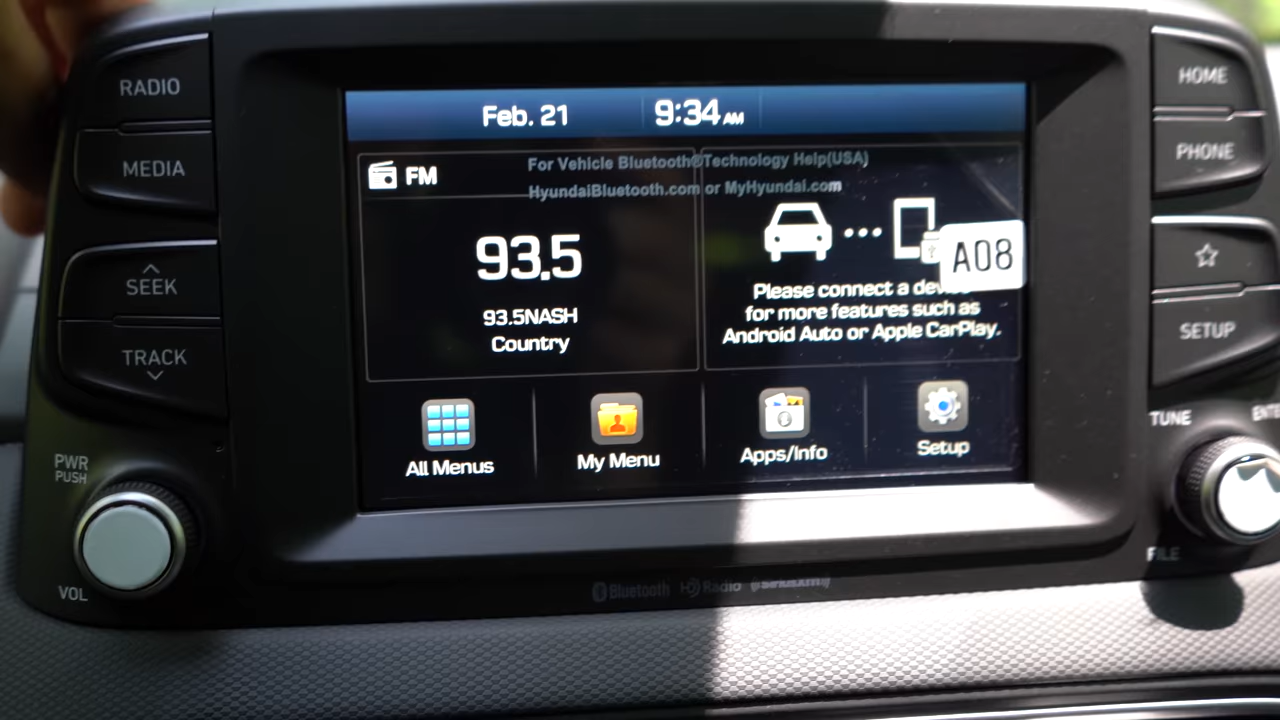 RADIO
MEDIA
SEEK
TRACK
PWR
PUSH
VOL
Feb. 21 9:34 AM
FM
For Vehicle Bluetooth® Technology Help(USA)
HyundaiBluetooth.com or MyHyundai.com
93.5
93.5NASH
Country
A08
Please connect a
for more features such as
Android Auto or Apple CarPlay.
All Menus
My Menu
Apps/Info
Setup
Bluetooth HD Radio SiriusXM
HOME
PHONE
SETUP
TUNE
FILE